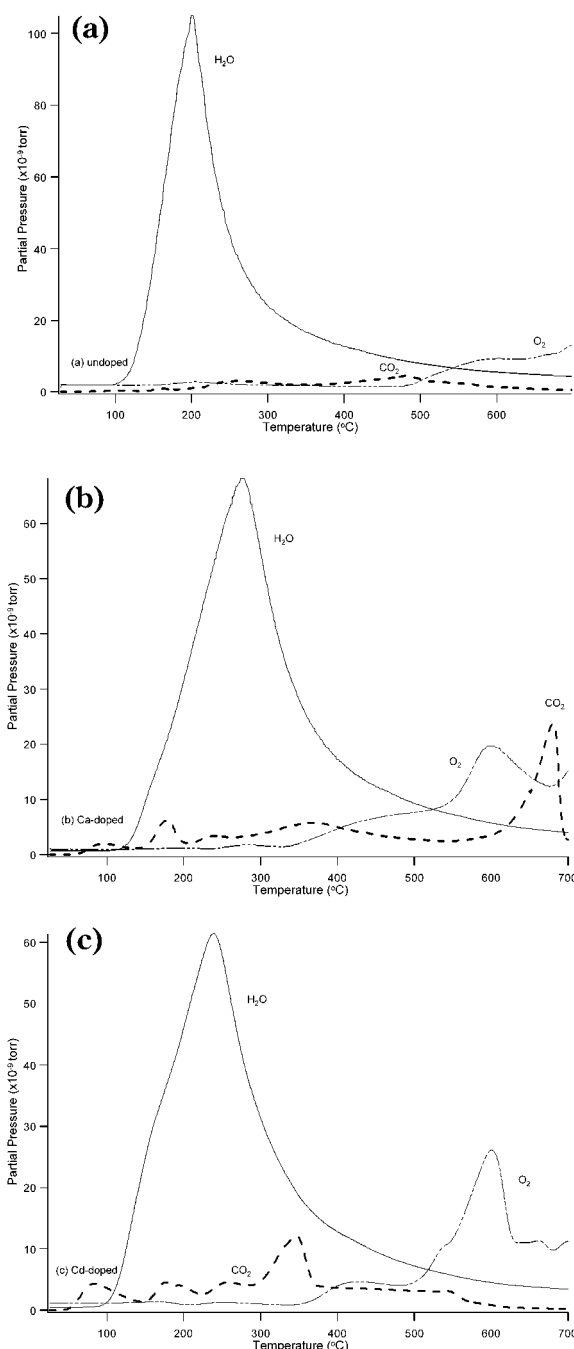 (a)
100
80
60
40
20
0
Partial Pressure (x10⁻⁹ torr)
H₂O
(a) undoped
CO₂
O₂
100 200 300 400 500 600
Temperature (°C)
(b)
60
50
40
30
20
10
0
Partial Pressure (x10⁻⁹ torr)
H₂O
CO₂
O₂
(b) Ca-doped
100 200 300 400 500 600 700
Temperature (°C)
(c)
60
50
40
30
20
10
0
Partial Pressure (x10⁻⁹ torr)
H₂O
O₂
(c) Cd-doped
CO₂
100 200 300 400 500 600 700
Temperature (°C)